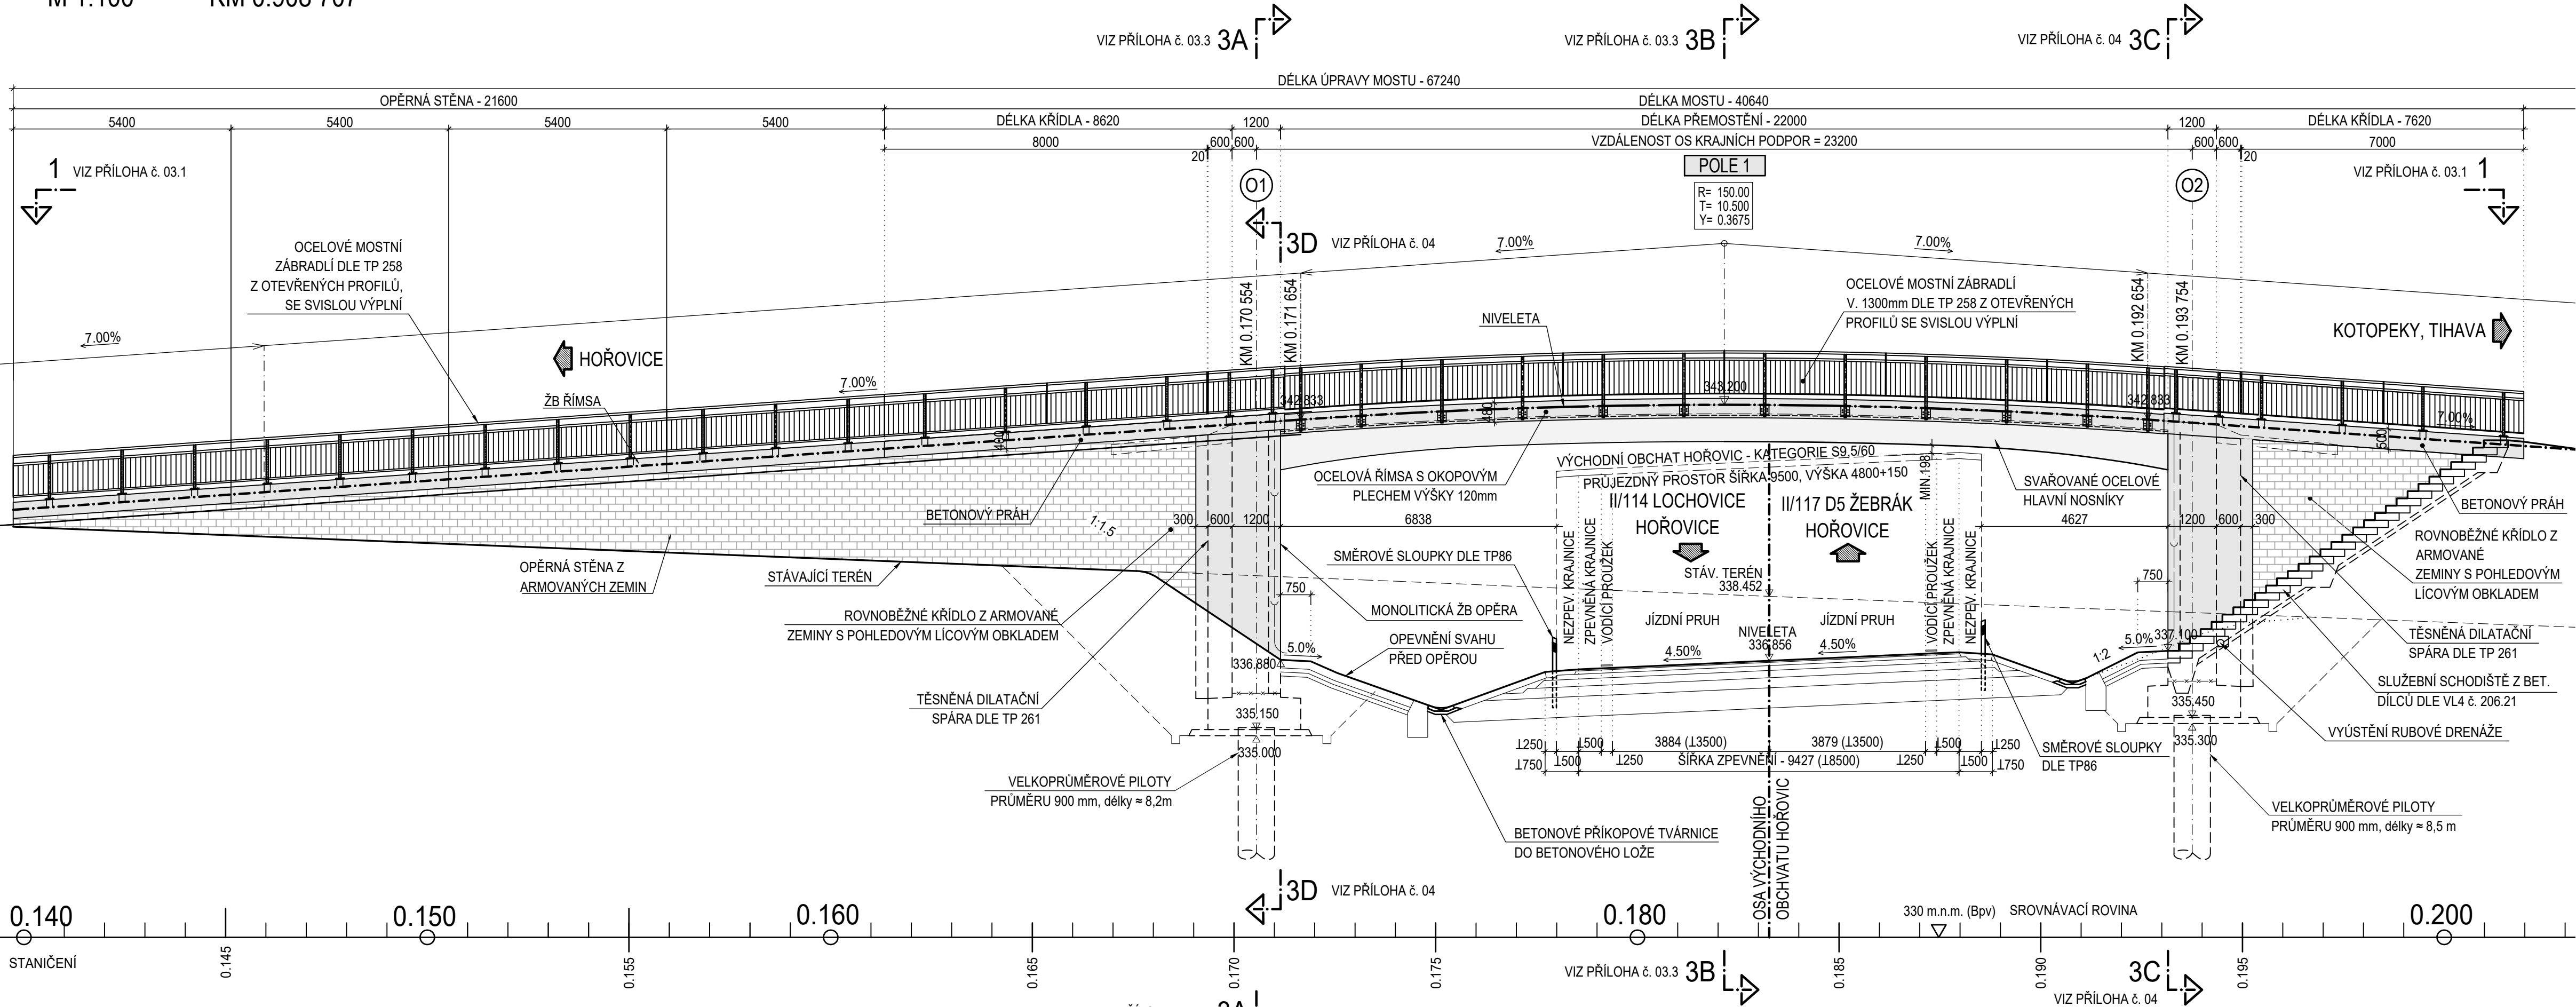 VIZ PŘÍLOHA č. 03.3 3A
VIZ PŘÍLOHA č. 03.3 3B
VIZ PŘÍLOHA č. 04 3C
DÉLKA ÚPRAVY MOSTU - 67240
OPĚRNÁ STĚNA - 21600
DÉLKA MOSTU - 40640
5400
5400
5400
5400
DÉLKA KŘÍDLA - 8620
1200
DÉLKA PŘEMOSTĚNÍ - 22000
1200
DÉLKA KŘÍDLA - 7620
8000
600
600
VZDÁLENOST OS KRAJNÍCH PODPOR = 23200
600
600
7000
20
20
1 VIZ PŘÍLOHA č. 03.1
VIZ PŘÍLOHA č. 03.1 1
POLE 1
R= 150.00
T= 10.500
Y= 0.3675
O1
O2
3D VIZ PŘÍLOHA č. 04
7.00%
7.00%
OCELOVÉ MOSTNÍ
ZÁBRADLÍ DLE TP 258
Z OTEVŘENÝCH PROFILŮ,
SE SVISLOU VÝPLNÍ
KM 0.170 554
KM 0.171 654
OCELOVÉ MOSTNÍ ZÁBRADLÍ
V. 1300mm DLE TP 258 Z OTEVŘENÝCH
PROFILŮ SE SVISLOU VÝPLNÍ
KM 0.192 654
KM 0.193 754
NIVELETA
7.00%
HOŘOVICE
KOTOPEKY, TIHAVA
7.00%
ŽB ŘÍMSA
342.833
343.200
342.833
480
400
7.00%
500
VÝCHODNÍ OBCHAT HOŘOVIC - KATEGORIE S9,5/60
PRŮJEZDNÝ PROSTOR ŠÍŘKA 9500, VÝŠKA 4800+150
MIN.198
OCELOVÁ ŘÍMSA S OKOPOVÝM
PLECHEM VÝŠKY 120mm
SVAŘOVANÉ OCELOVÉ
HLAVNÍ NOSNÍKY
II/114 LOCHOVICE
HOŘOVICE
II/117 D5 ŽEBRÁK
HOŘOVICE
BETONOVÝ PRÁH
BETONOVÝ PRÁH
1:1.5
300
600
1200
6838
4627
1200
600
300
ROVNOBĚŽNÉ KŘÍDLO Z
ARMOVANÉ
ZEMINY S POHLEDOVÝM
LÍCOVÝM OBKLADEM
SMĚROVÉ SLOUPKY DLE TP86
OPĚRNÁ STĚNA Z
ARMOVANÝCH ZEMIN
STÁVAJÍCÍ TERÉN
STÁV. TERÉN
338.452
750
750
ROVNOBĚŽNÉ KŘÍDLO Z ARMOVANÉ
ZEMINY S POHLEDOVÝM LÍCOVÝM OBKLADEM
MONOLITICKÁ ŽB OPĚRA
OPEVNĚNÍ SVAHU
PŘED OPĚROU
NEZPEV. KRAJNICE
ZPEVNĚNÁ KRAJNICE
VODÍCÍ PROUŽEK
JÍZDNÍ PRUH
JÍZDNÍ PRUH
VODÍCÍ PROUŽEK
ZPEVNĚNÁ KRAJNICE
NEZPEV. KRAJNICE
NIVELETA
336.856
4.50%
4.50%
5.0%
336.880
5.0%
337.100
1:2
TĚSNĚNÁ DILATAČNÍ
SPÁRA DLE TP 261
SLUŽEBNÍ SCHODIŠTĚ Z BET.
DÍLCŮ DLE VL4 č. 206.21
TĚSNĚNÁ DILATAČNÍ
SPÁRA DLE TP 261
335.150
335.000
335.450
335.300
VYÚSTĚNÍ RUBOVÉ DRENÁŽE
⊥250
⊥500
3884 (⊥3500)
3879 (⊥3500)
⊥500
⊥250
⊥750
⊥500
⊥250
ŠÍŘKA ZPEVNĚNÍ - 9427 (⊥8500)
⊥250
⊥500
⊥750
SMĚROVÉ SLOUPKY
DLE TP86
VELKOPRŮMĚROVÉ PILOTY
PRŮMĚRU 900 mm, délky ≈ 8,2m
VELKOPRŮMĚROVÉ PILOTY
PRŮMĚRU 900 mm, délky ≈ 8,5 m
BETONOVÉ PŘÍKOPOVÉ TVÁRNICE
DO BETONOVÉHO LOŽE
OSA VÝCHODNÍHO
OBCHVATU HOŘOVIC
3D VIZ PŘÍLOHA č. 04
0.140
0.150
0.160
0.180
330 m.n.m. (Bpv) SROVNÁVACÍ ROVINA
0.200
STANIČENÍ
0.145
0.155
0.165
0.170
0.175
0.185
0.190
0.195
VIZ PŘÍLOHA č. 03.3 3B
3C
VIZ PŘÍLOHA č. 04